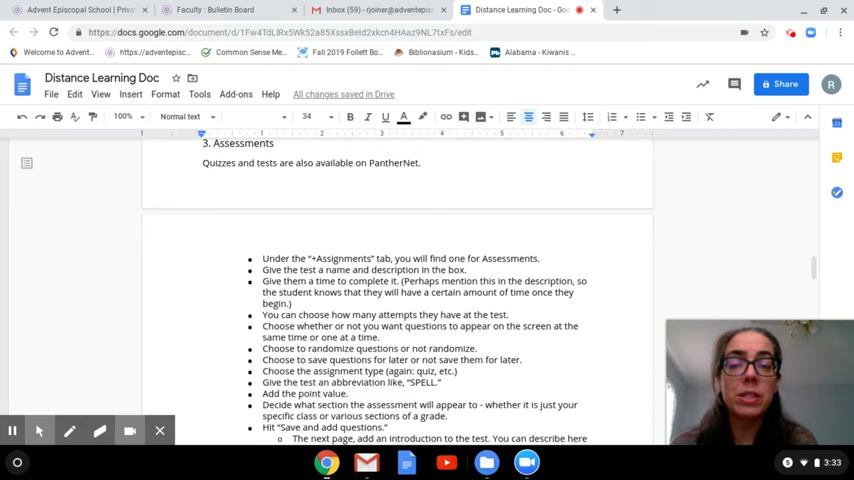 Advent Episcopal School | Priva
Faculty : Bulletin Board
Inbox (59) - rjoiner@adventepisc
Distance Learning Doc - Goo
https://docs.google.com/document/d/1Fw4TdLlRx5Wk52a85XssxBeId2xkcn4HAaz9NL7txFs/edit
Welcome to Advent
https://adventepisc
Common Sense Me
Fall 2019 Follett Bo
Biblionasium - Kids
Alabama - Kiwanis
Distance Learning Doc
File Edit View Insert Format Tools Add-ons Help All changes saved in Drive
Share
R
100% Normal text 34 B I U A
1 1 2 3 4 5 6 7
3. Assessments
Quizzes and tests are also available on PantherNet.
Under the “+Assignments” tab, you will find one for Assessments.
Give the test a name and description in the box.
Give them a time to complete it. (Perhaps mention this in the description, so
the student knows that they will have a certain amount of time once they
begin.)
You can choose how many attempts they have at the test.
Choose whether or not you want questions to appear on the screen at the
same time or one at a time.
Choose to randomize questions or not randomize.
Choose to save questions for later or not save them for later.
Choose the assignment type (again: quiz, etc.)
Give the test an abbreviation like, “SPELL.”
Add the point value.
Decide what section the assessment will appear to - whether it is just your
specific class or various sections of a grade.
Hit “Save and add questions.”
The next page, add an introduction to the test. You can describe here
3:33